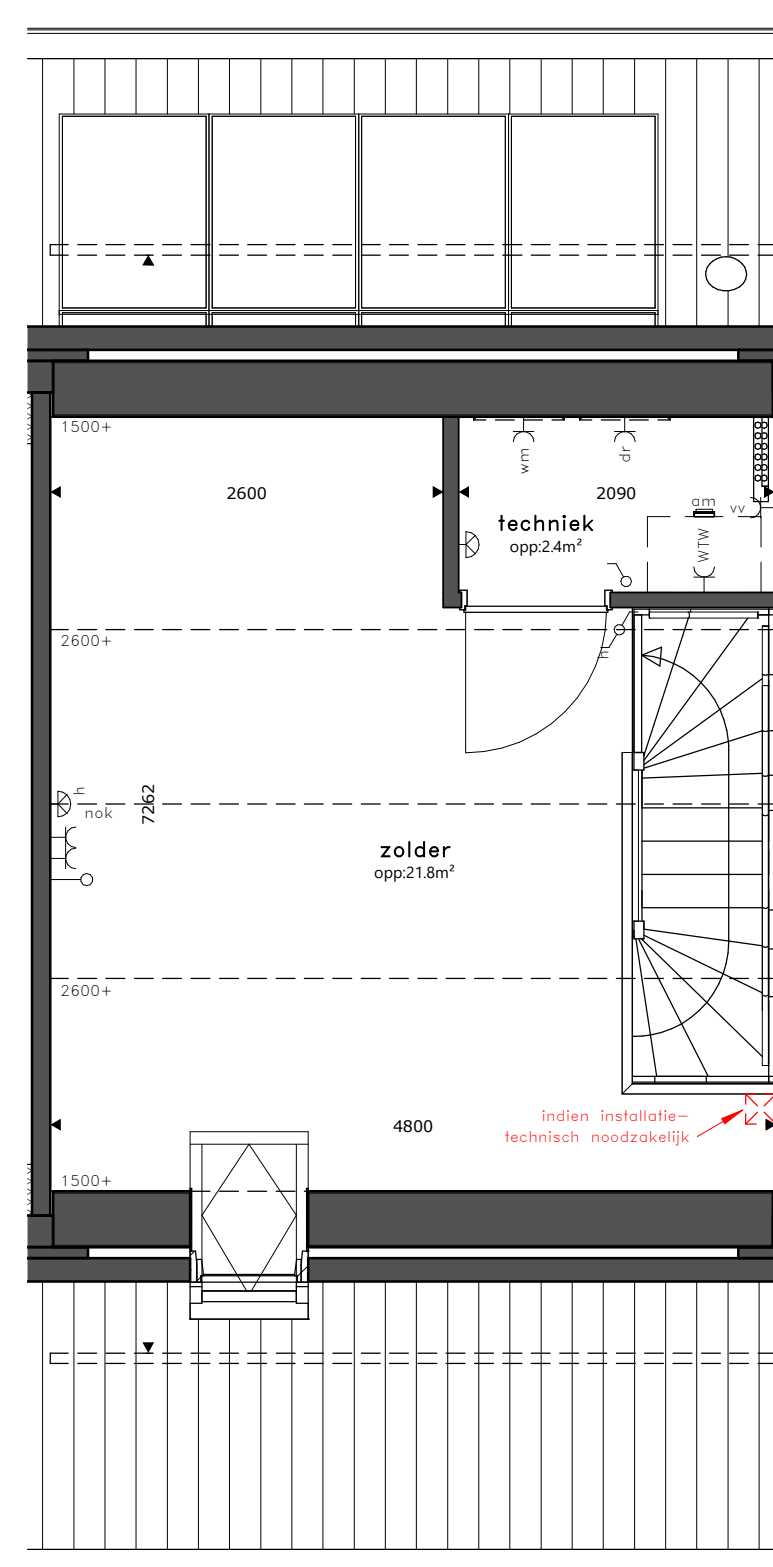 1500+
wm
dr
2600
2090
am
vv
techniek
opp:2.4m²
WTW
2600+
h
h
nok
7262
zolder
opp:21.8m²
2600+
indien installatie–
technisch noodzakelijk
4800
1500+